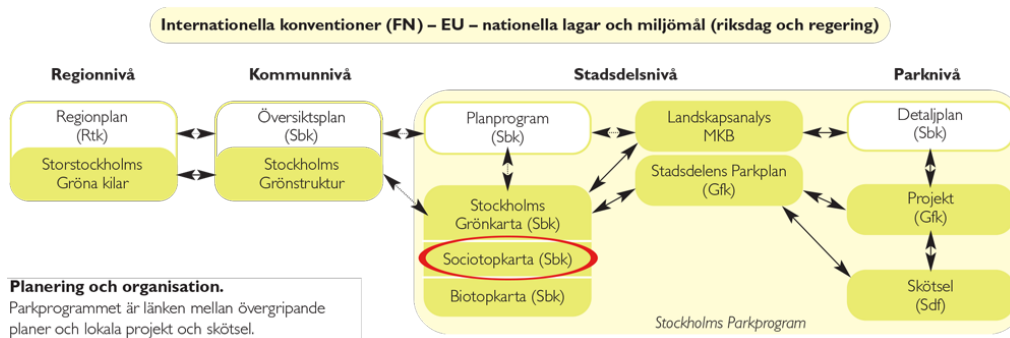 Internationella konventioner (FN) – EU – nationella lagar och miljömål (riksdag och regering)
Regionnivå
Kommunnivå
Stadsdelsnivå
Parknivå
Regionplan
(Rtk)
Storstockholms
Gröna kilar
Översiktsplan
(Sbk)
Stockholms
Grönstruktur
Planprogram
(Sbk)
Stockholms
Grönkarta (Sbk)
Sociotopkarta (Sbk)
Biotopkarta (Sbk)
Landskapsanalys
MKB
Stadsdelens Parkplan
(Gfk)
Detaljplan
(Sbk)
Projekt
(Gfk)
Skötsel
(Sdf)
Stockholms Parkprogram
Planering och organisation.
Parkprogrammet är länken mellan övergripande
planer och lokala projekt och skötsel.